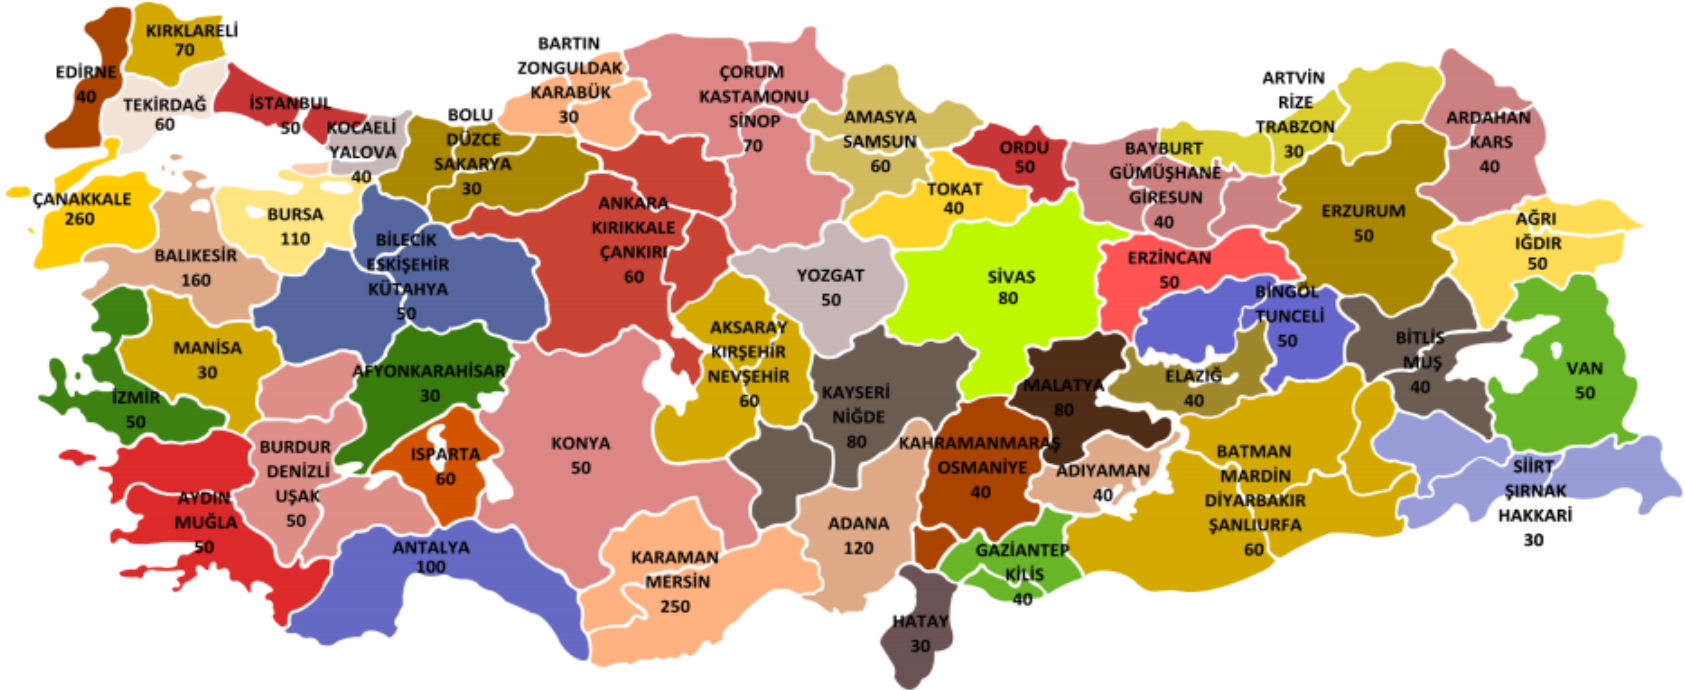 KIRKLARELİ
70
EDİRNE
40
TEKİRDAĞ
60
İSTANBUL
50
KOCAELİ
YALOVA
40
BOLU
DÜZCE
SAKARYA
30
BARTIN
ZONGULDAK
KARABÜK
30
ÇORUM
KASTAMONU
SİNOP
70
AMASYA
SAMSUN
60
ORDU
50
TOKAT
40
BAYBURT
GÜMÜŞHANE
GİRESUN
40
ARTVİN
RİZE
TRABZON
30
ARDAHAN
KARS
40
ÇANAKKALE
260
BALIKESİR
160
BURSA
110
BİLECİK
ESKİŞEHİR
KÜTAHYA
50
ANKARA
KIRIKKALE
ÇANKIRI
60
YOZGAT
50
SİVAS
80
ERZİNCAN
50
ERZURUM
50
AĞRI
IĞDIR
50
BİNGÖL
TUNCELİ
50
MANİSA
30
İZMİR
50
AFYONKARAHİSAR
30
AKSARAY
KIRŞEHİR
NEVŞEHİR
60
KAYSERİ
NİĞDE
80
MALATYA
80
ELAZIĞ
40
BİTLİS
MUŞ
40
VAN
50
BURDUR
DENİZLİ
UŞAK
50
ISPARTA
60
KONYA
50
KAHRAMANMARAŞ
OSMANİYE
40
ADIYAMAN
40
BATMAN
MARDİN
DİYARBAKIR
ŞANLIURFA
60
SİİRT
ŞIRNAK
HAKKARİ
30
AYDIN
MUĞLA
50
ANTALYA
100
KARAMAN
MERSİN
250
ADANA
120
GAZİANTEP
KİLİS
40
HATAY
30